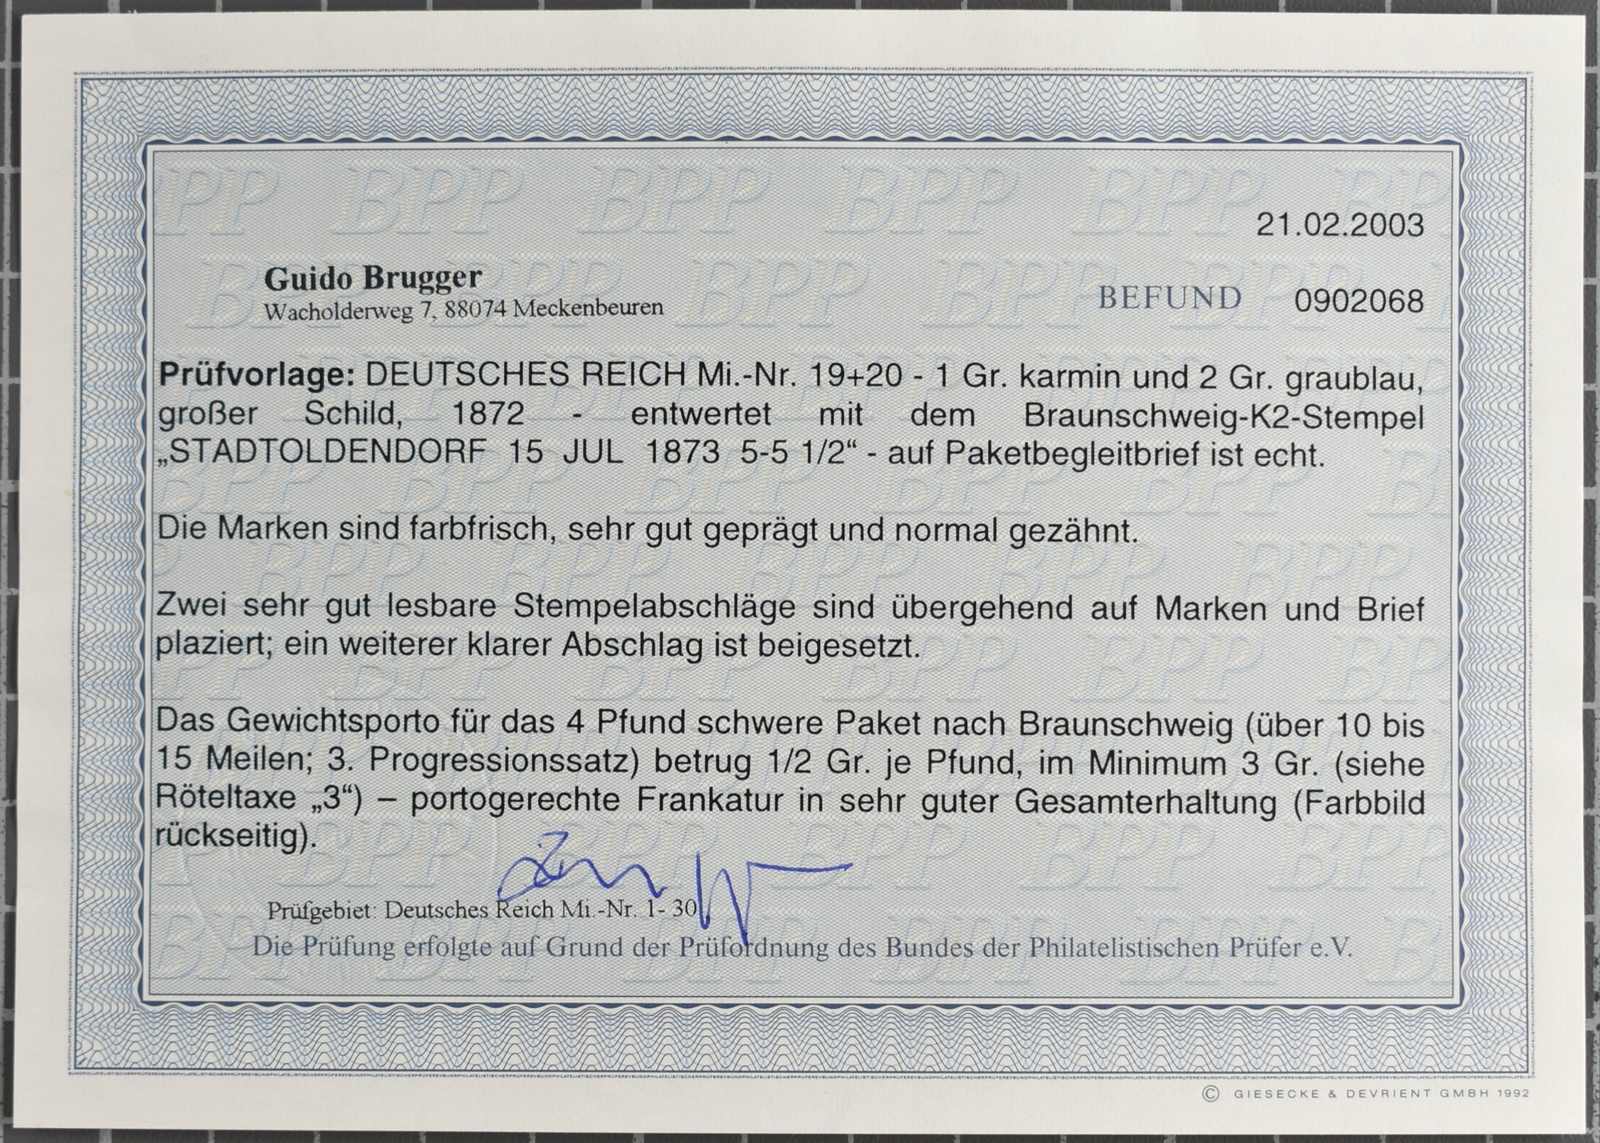 21.02.2003
Guido Brugger
Wacholderweg 7, 88074 Meckenbeuren
BEFUND 0902068
Prüfvorlage: DEUTSCHES REICH Mi.-Nr. 19+20 - 1 Gr. karmin und 2 Gr. graublau,
großer Schild, 1872 - entwertet mit dem Braunschweig-K2-Stempel
„STADTOLDENDORF 15 JUL 1873 5-5 1/2“ - auf Paketbegleitbrief ist echt.
Die Marken sind farbfrisch, sehr gut geprägt und normal gezähnt.
Zwei sehr gut lesbare Stempelabschläge sind übergehend auf Marken und Brief
plaziert; ein weiterer klarer Abschlag ist beigesetzt.
Das Gewichtsporto für das 4 Pfund schwere Paket nach Braunschweig (über 10 bis
15 Meilen; 3. Progressionssatz) betrug 1/2 Gr. je Pfund, im Minimum 3 Gr. (siehe
Röteltaxe „3“) – portogerechte Frankatur in sehr guter Gesamterhaltung (Farbbild
rückseitig).
Prüfgebiet: Deutsches Reich Mi.-Nr. 1- 30
Die Prüfung erfolgte auf Grund der Prüfordnung des Bundes der Philatelistischen Prüfer e.V.
© GIESECKE & DEVRIENT GMBH 1992